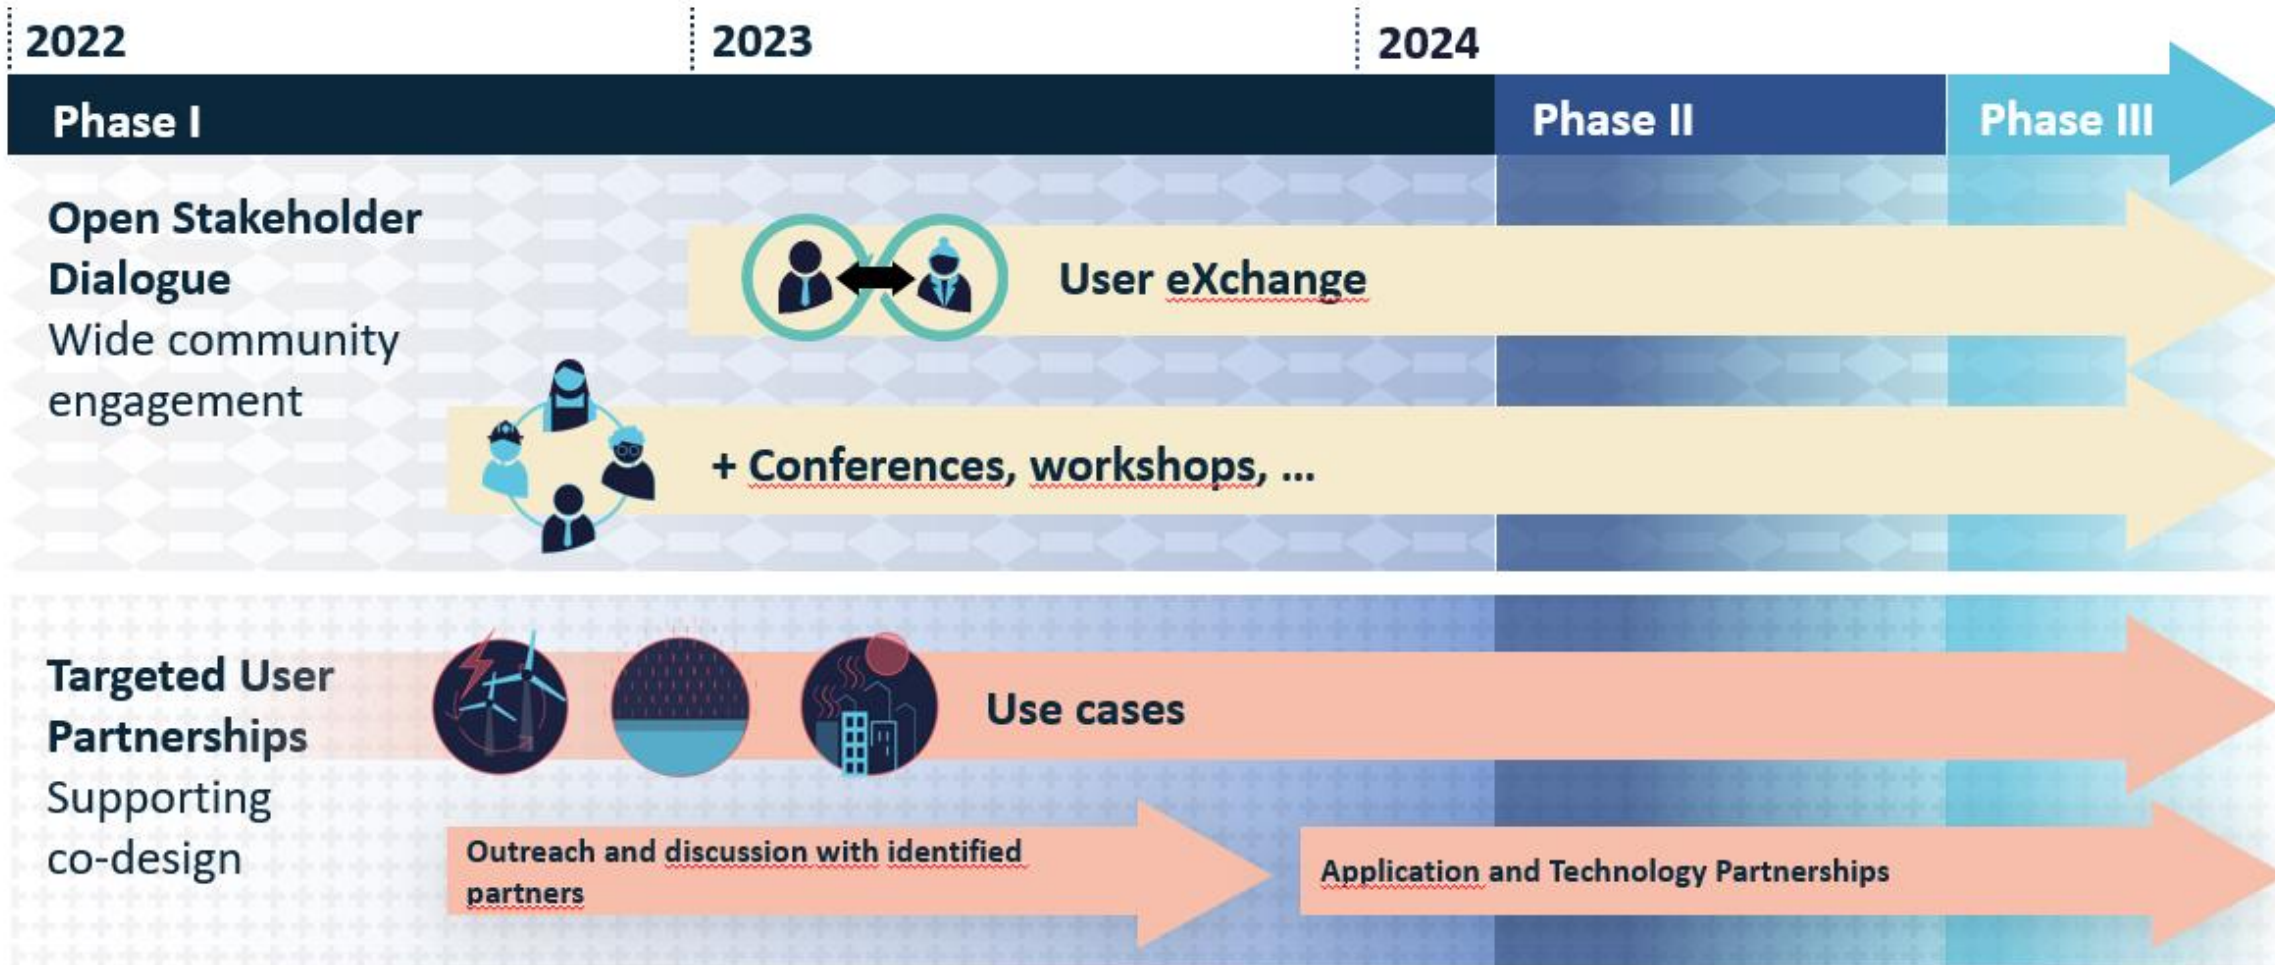 2022
2023
2024
Phase I
Phase II
Phase III
Open Stakeholder
Dialogue
Wide community
engagement
User eXchange
+ Conferences, workshops, ...
Targeted User
Partnerships
Supporting
co-design
Use cases
Outreach and discussion with identified
partners
Application and Technology Partnerships